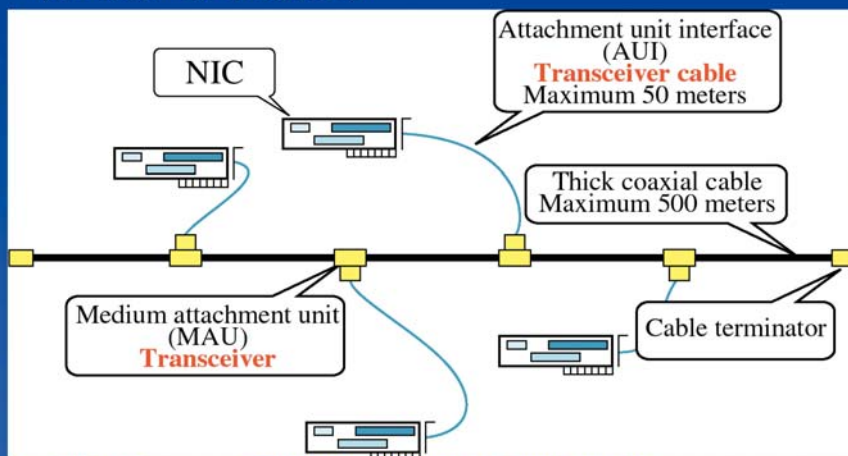 NIC
Attachment unit interface
(AUI)
Transceiver cable
Maximum 50 meters
Thick coaxial cable
Maximum 500 meters
Medium attachment unit
(MAU)
Transceiver
Cable terminator